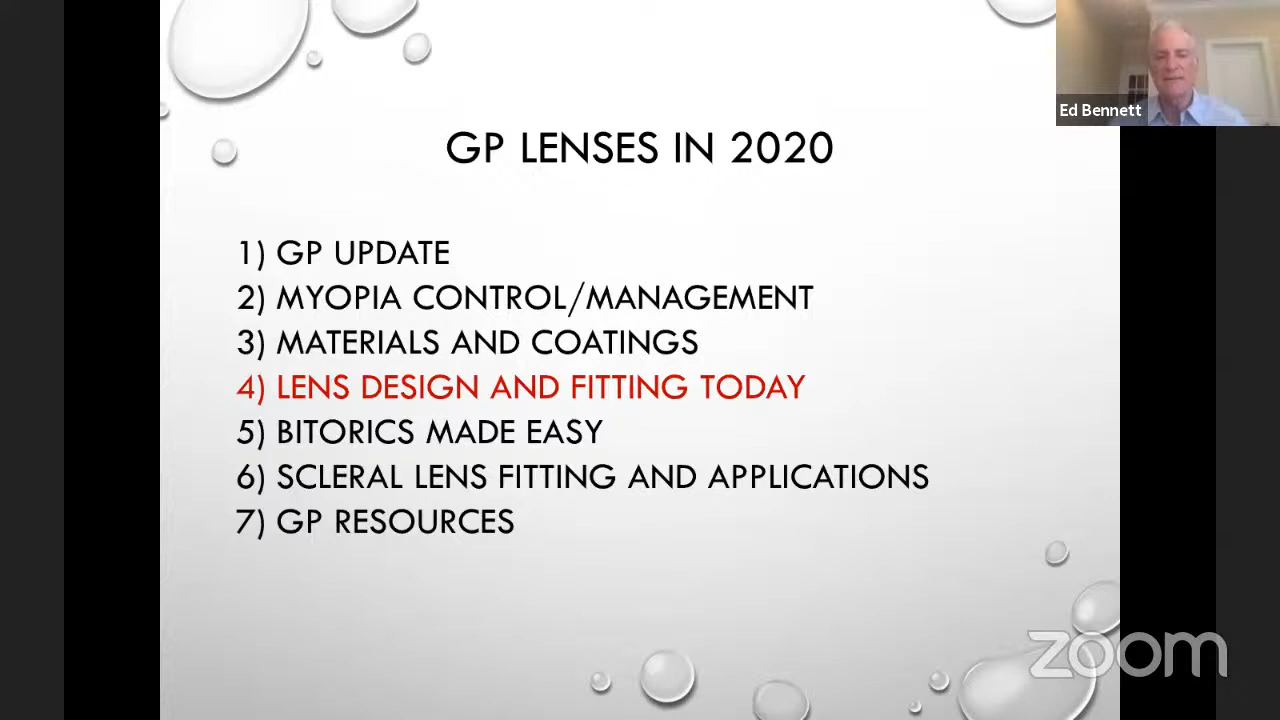 Ed Bennett
GP LENSES IN 2020
1) GP UPDATE
2) MYOPIA CONTROL/MANAGEMENT
3) MATERIALS AND COATINGS
4) LENS DESIGN AND FITTING TODAY
5) BITORICS MADE EASY
6) SCLERAL LENS FITTING AND APPLICATIONS
7) GP RESOURCES
zoom